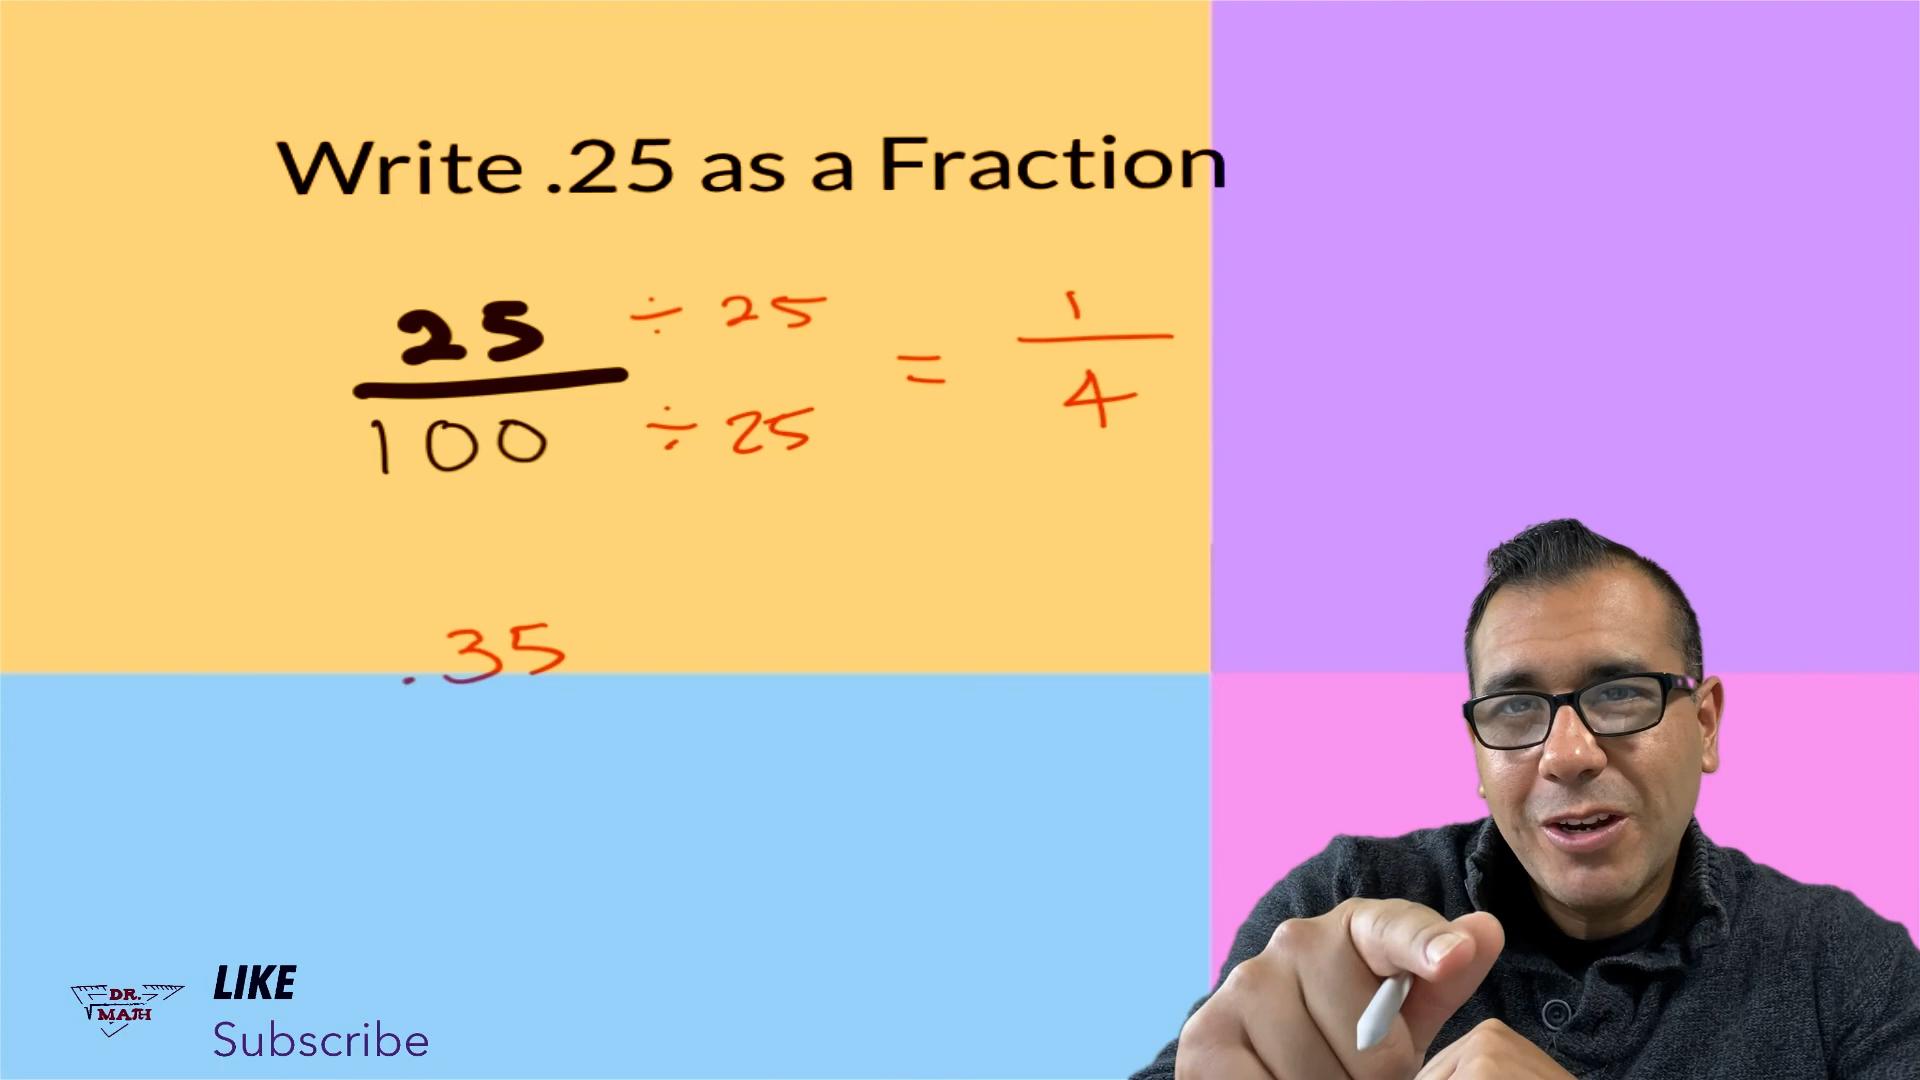 Write .25 as a Fraction
25 ÷ 25 = 1
100 ÷ 25 4
.35
LIKE
Subscribe
DR.
√MATH